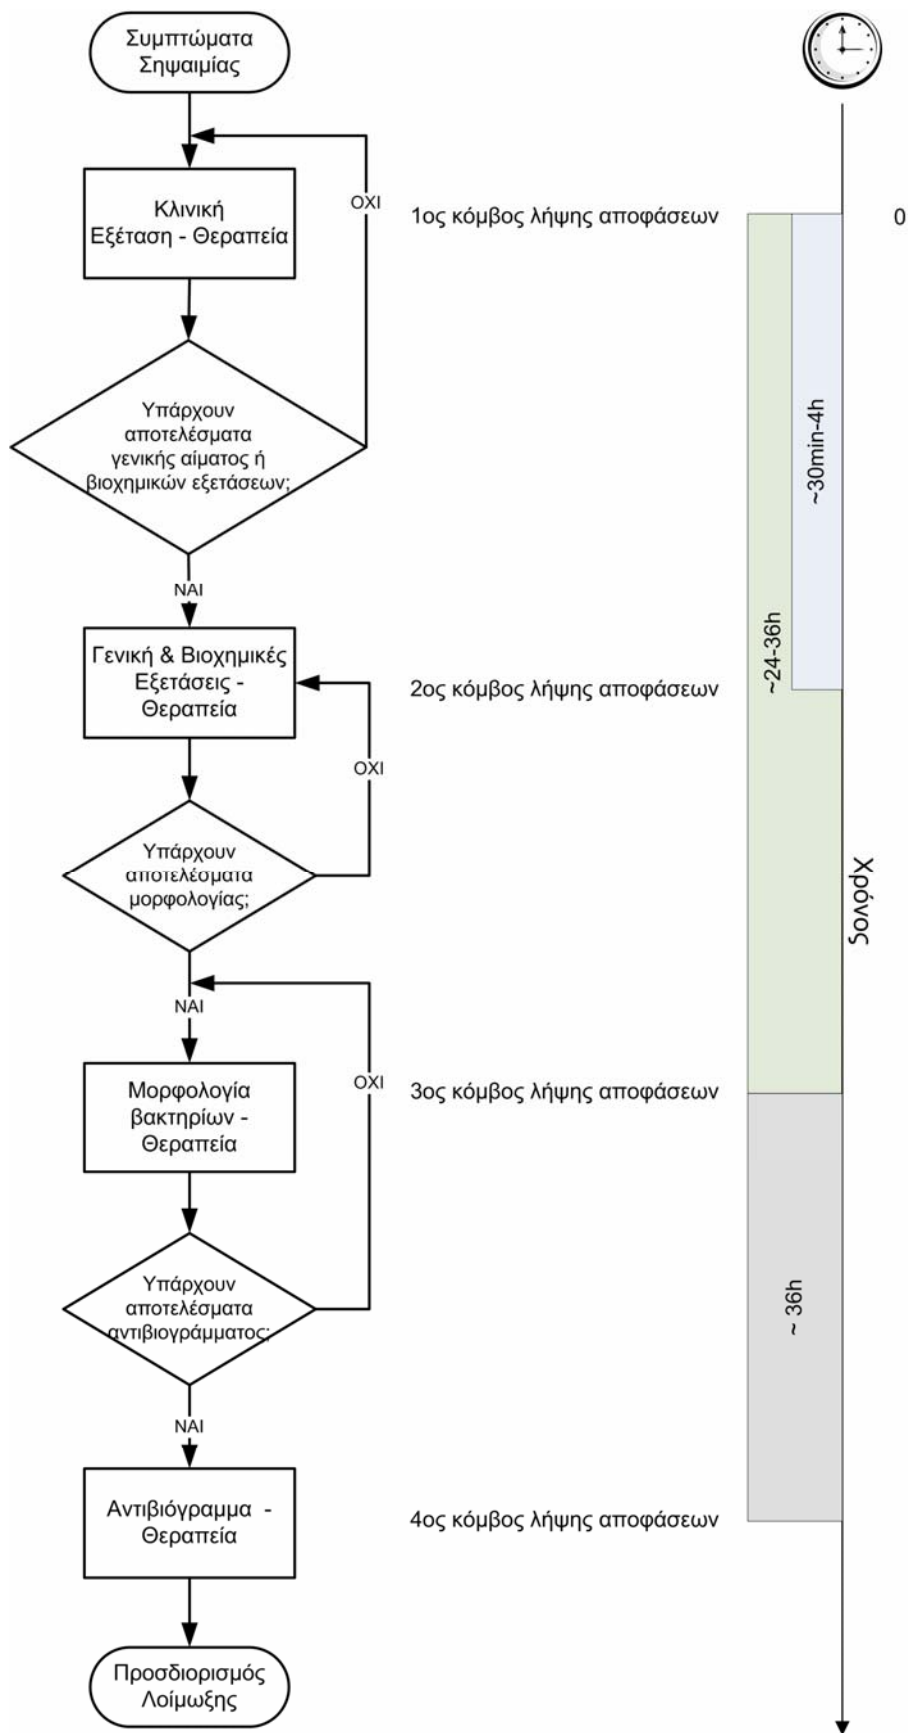 Συμπτώματα
Σηψαιμίας
ΟΧΙ
Κλινική
Εξέταση - Θεραπεία
1ος κόμβος λήψης αποφάσεων
0
Υπάρχουν
αποτελέσματα
γενικής αίματος ή
βιοχημικών εξετάσεων;
~30min-4h
ΝΑΙ
Γενική & Βιοχημικές
Εξετάσεις -
Θεραπεία
2ος κόμβος λήψης αποφάσεων
~24-36h
ΟΧΙ
Υπάρχουν
αποτελέσματα
μορφολογίας;
Χρόνος
ΝΑΙ
ΟΧΙ
Μορφολογία
βακτηρίων -
Θεραπεία
3ος κόμβος λήψης αποφάσεων
Υπάρχουν
αποτελέσματα
αντιβιογράμματος;
~ 36h
ΝΑΙ
Αντιβιόγραμμα -
Θεραπεία
4ος κόμβος λήψης αποφάσεων
Προσδιορισμός
Λοίμωξης